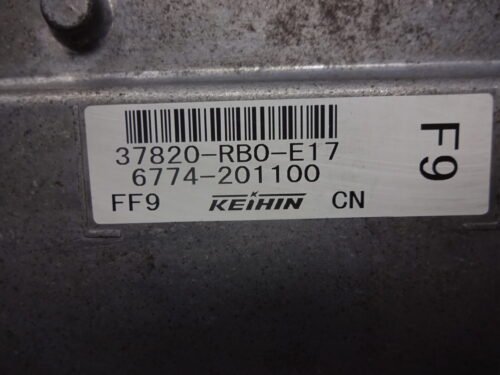 37820-RB0-E17
6774-201100
FF9 KEIHIN CN
F9